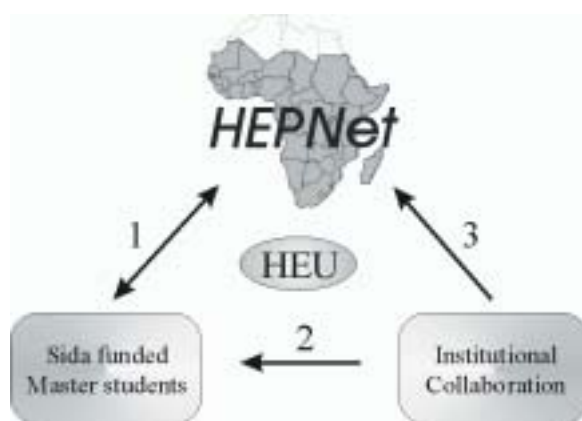 HEPNet
1
3
HEU
2
Sida funded
Master students
Institutional
Collaboration